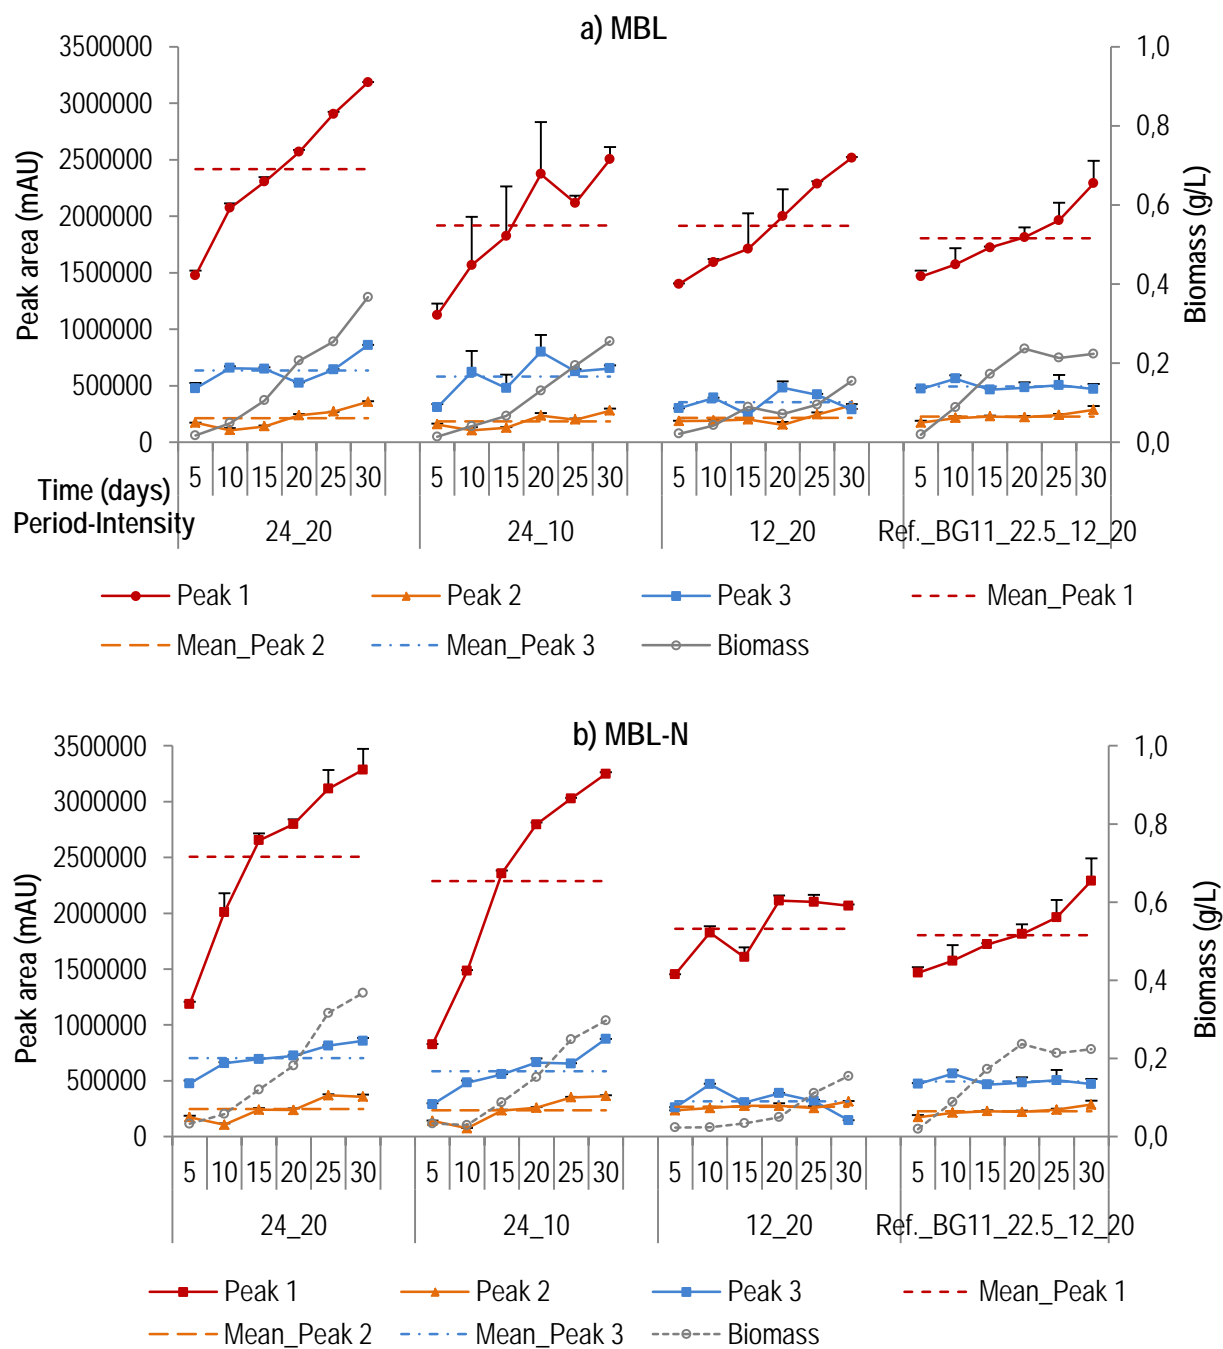 a) MBL
3500000
3000000
2500000
2000000
1500000
1000000
500000
0
Peak area (mAU)
1,0
0,8
0,6
0,4
0,2
0,0
Biomass (g/L)
Time (days)
5 10 15 20 25 30 5 10 15 20 25 30 5 10 15 20 25 30 5 10 15 20 25 30
Period-Intensity
24_20 24_10 12_20 Ref._BG11_22.5_12_20
Peak 1 Peak 2 Peak 3 Mean_Peak 1
Mean_Peak 2 Mean_Peak 3 Biomass
b) MBL-N
3500000
3000000
2500000
2000000
1500000
1000000
500000
0
Peak area (mAU)
1,0
0,8
0,6
0,4
0,2
0,0
Biomass (g/L)
5 10 15 20 25 30 5 10 15 20 25 30 5 10 15 20 25 30 5 10 15 20 25 30
24_20 24_10 12_20 Ref._BG11_22.5_12_20
Peak 1 Peak 2 Peak 3 Mean_Peak 1
Mean_Peak 2 Mean_Peak 3 Biomass